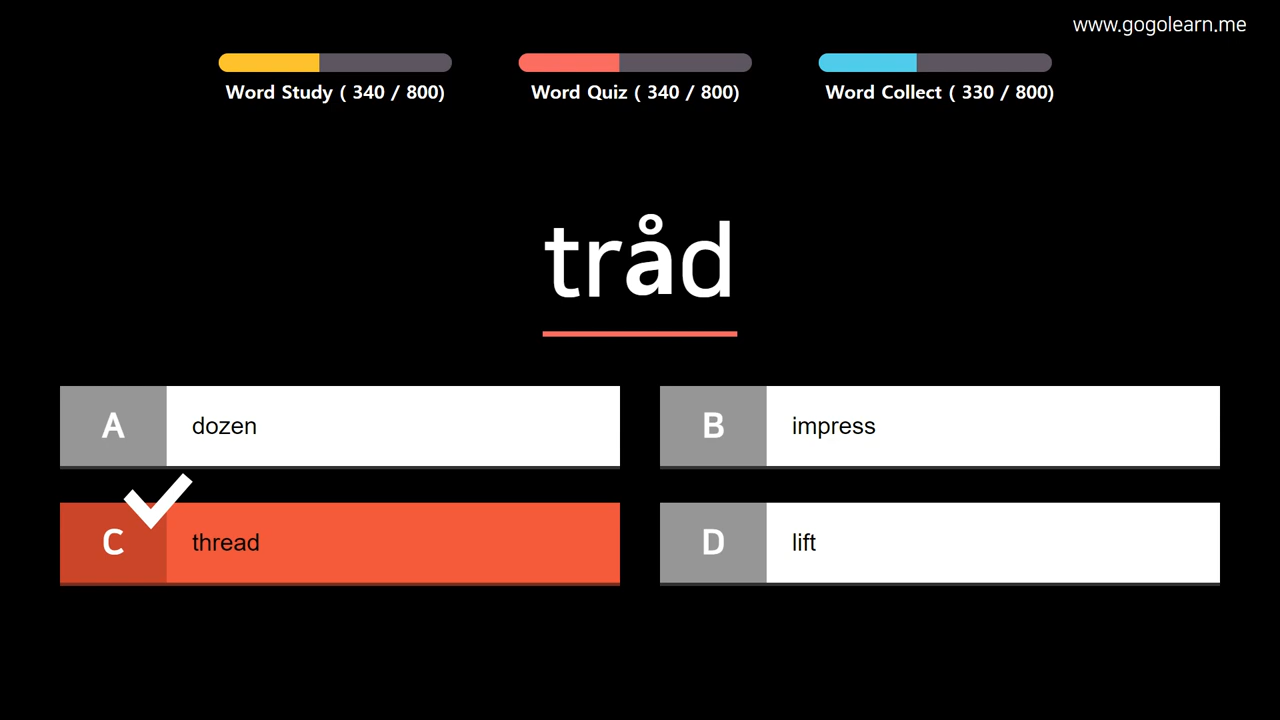 www.gogolearn.me
Word Study ( 340 / 800)
Word Quiz ( 340 / 800)
Word Collect ( 330 / 800)
tråd
A
dozen
B
impress
C
thread
D
lift